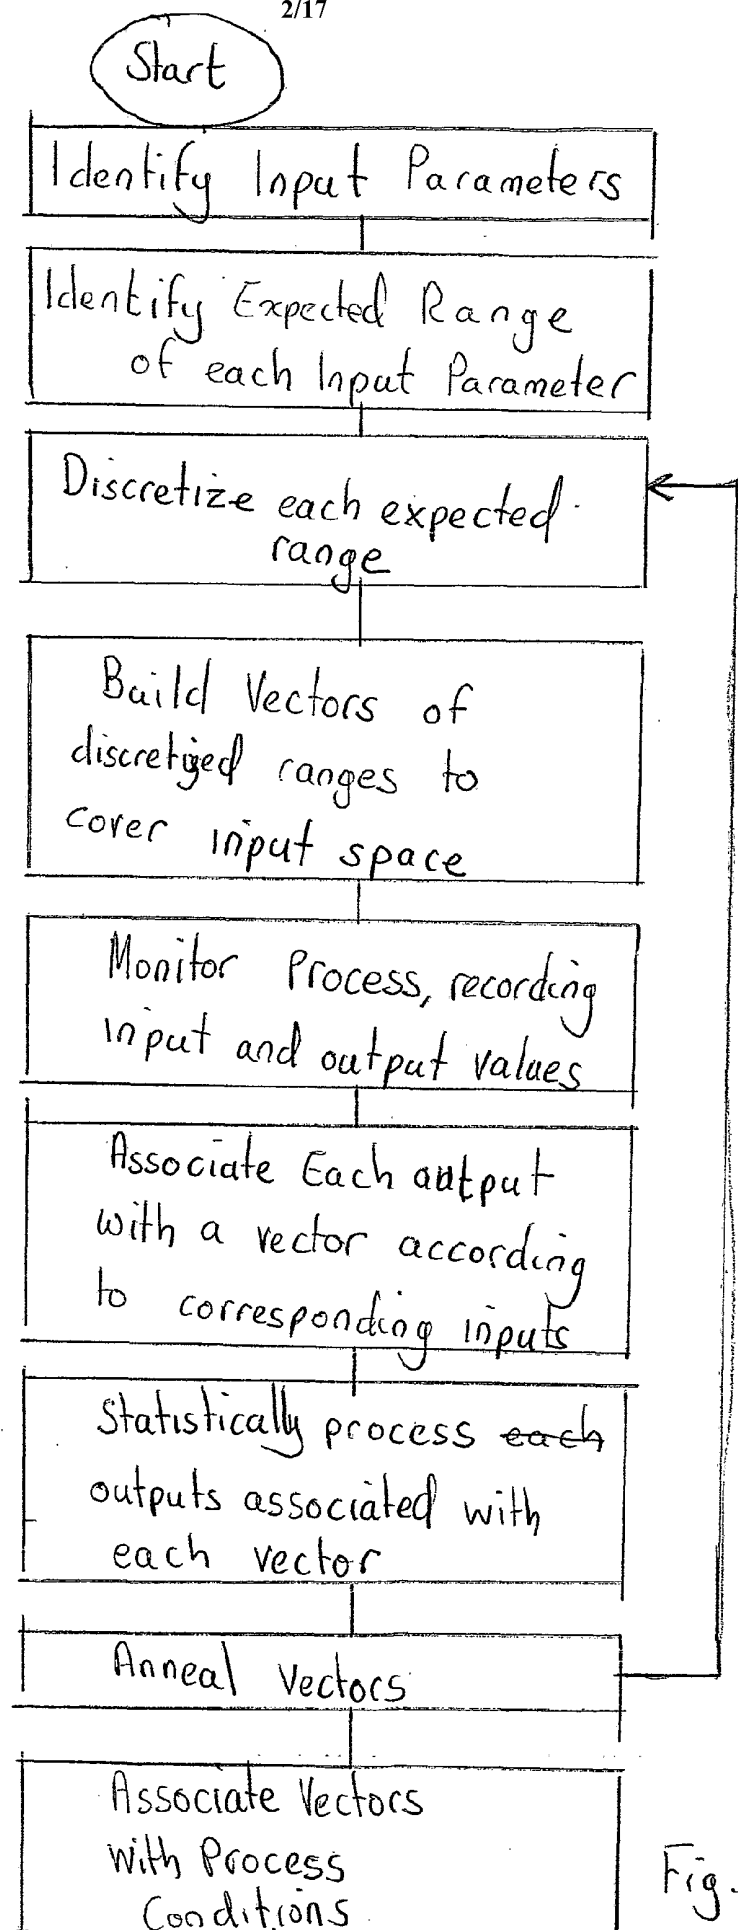 2/17
Start
Identify Input Parameters
Identify Expected Range
of each Input Parameter
Discretize each expected
range
Build Vectors of
discretized ranges to
cover input space
Monitor Process, recording
input and output values
Associate Each output
with a vector according
to corresponding inputs
Statistically process each
outputs associated with
each vector
Anneal Vectors
Associate Vectors
With Process
Conditions
Fig.